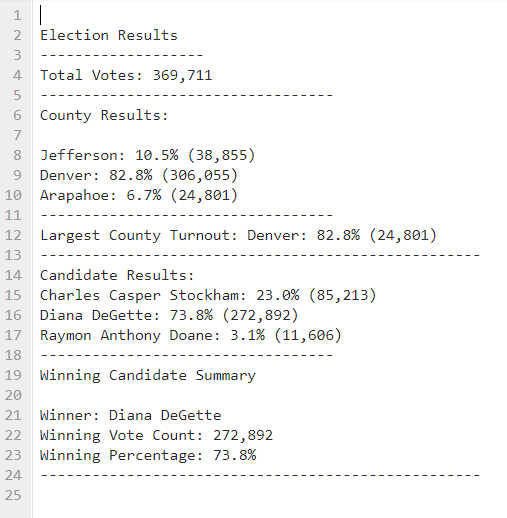 1
2 Election Results
3 -------------------
4 Total Votes: 369,711
5 ----------------------------------
6 County Results:
7
8 Jefferson: 10.5% (38,855)
9 Denver: 82.8% (306,055)
10 Arapahoe: 6.7% (24,801)
11 ----------------------------------
12 Largest County Turnout: Denver: 82.8% (24,801)
13 ---------------------------------------------------
14 Candidate Results:
15 Charles Casper Stockham: 23.0% (85,213)
16 Diana DeGette: 73.8% (272,892)
17 Raymon Anthony Doane: 3.1% (11,606)
18 ----------------------------------
19 Winning Candidate Summary
20
21 Winner: Diana DeGette
22 Winning Vote Count: 272,892
23 Winning Percentage: 73.8%
24 ---------------------------------------------------
25